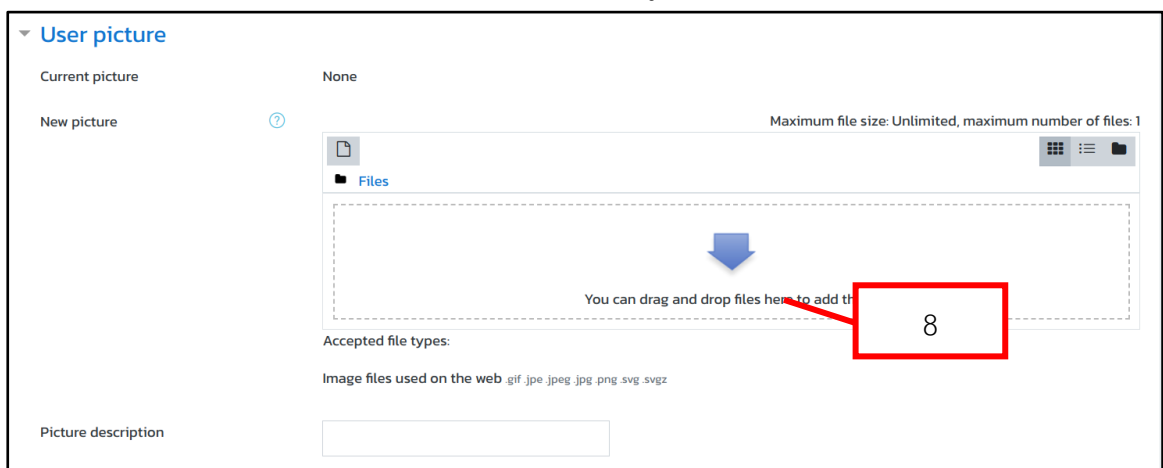 User picture
Current picture None
New picture Maximum file size: Unlimited, maximum number of files: 1
Files
You can drag and drop files here to add
8
Accepted file types:
Image files used on the web .gif .jpe .jpeg .jpg .png .svg .svgz
Picture description